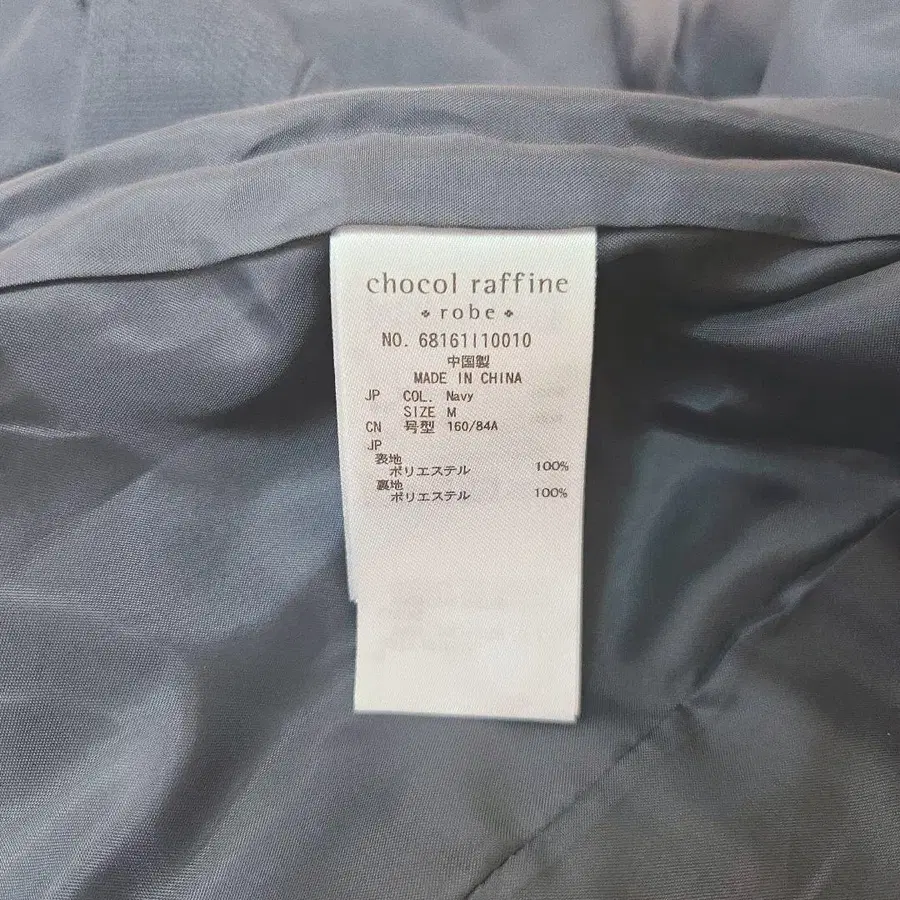 chocol raffine
robe
NO. 68161110010
中国製
MADE IN CHINA
JP COL. Navy
SIZE M
CN 号型 160/84A
JP
表地
ポリエステル 100%
裏地
ポリエステル 100%